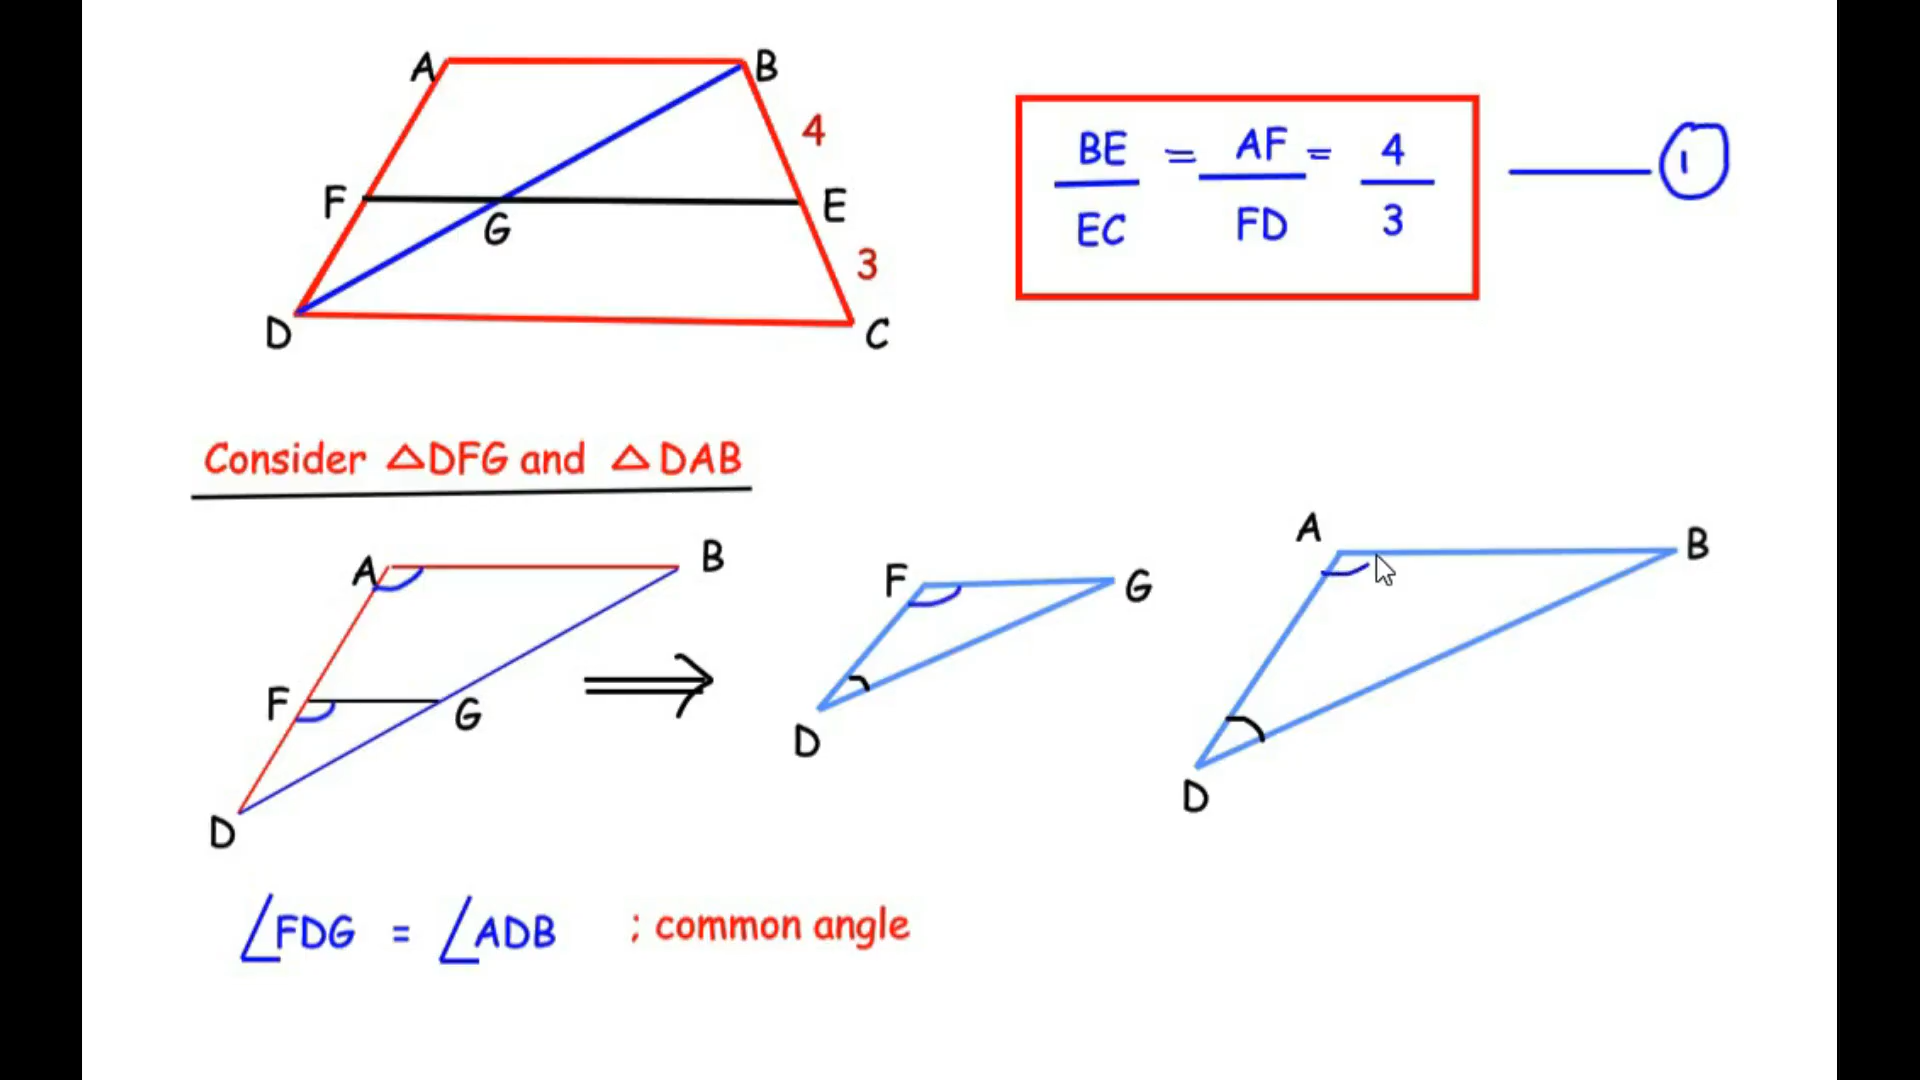 A B
4
F G E
3
D C
BE/EC = AF/FD = 4/3 ——— 1
Consider △DFG and △DAB
A B
F G
D
⇒
F G
D
A B
D
∠FDG = ∠ADB ; common angle